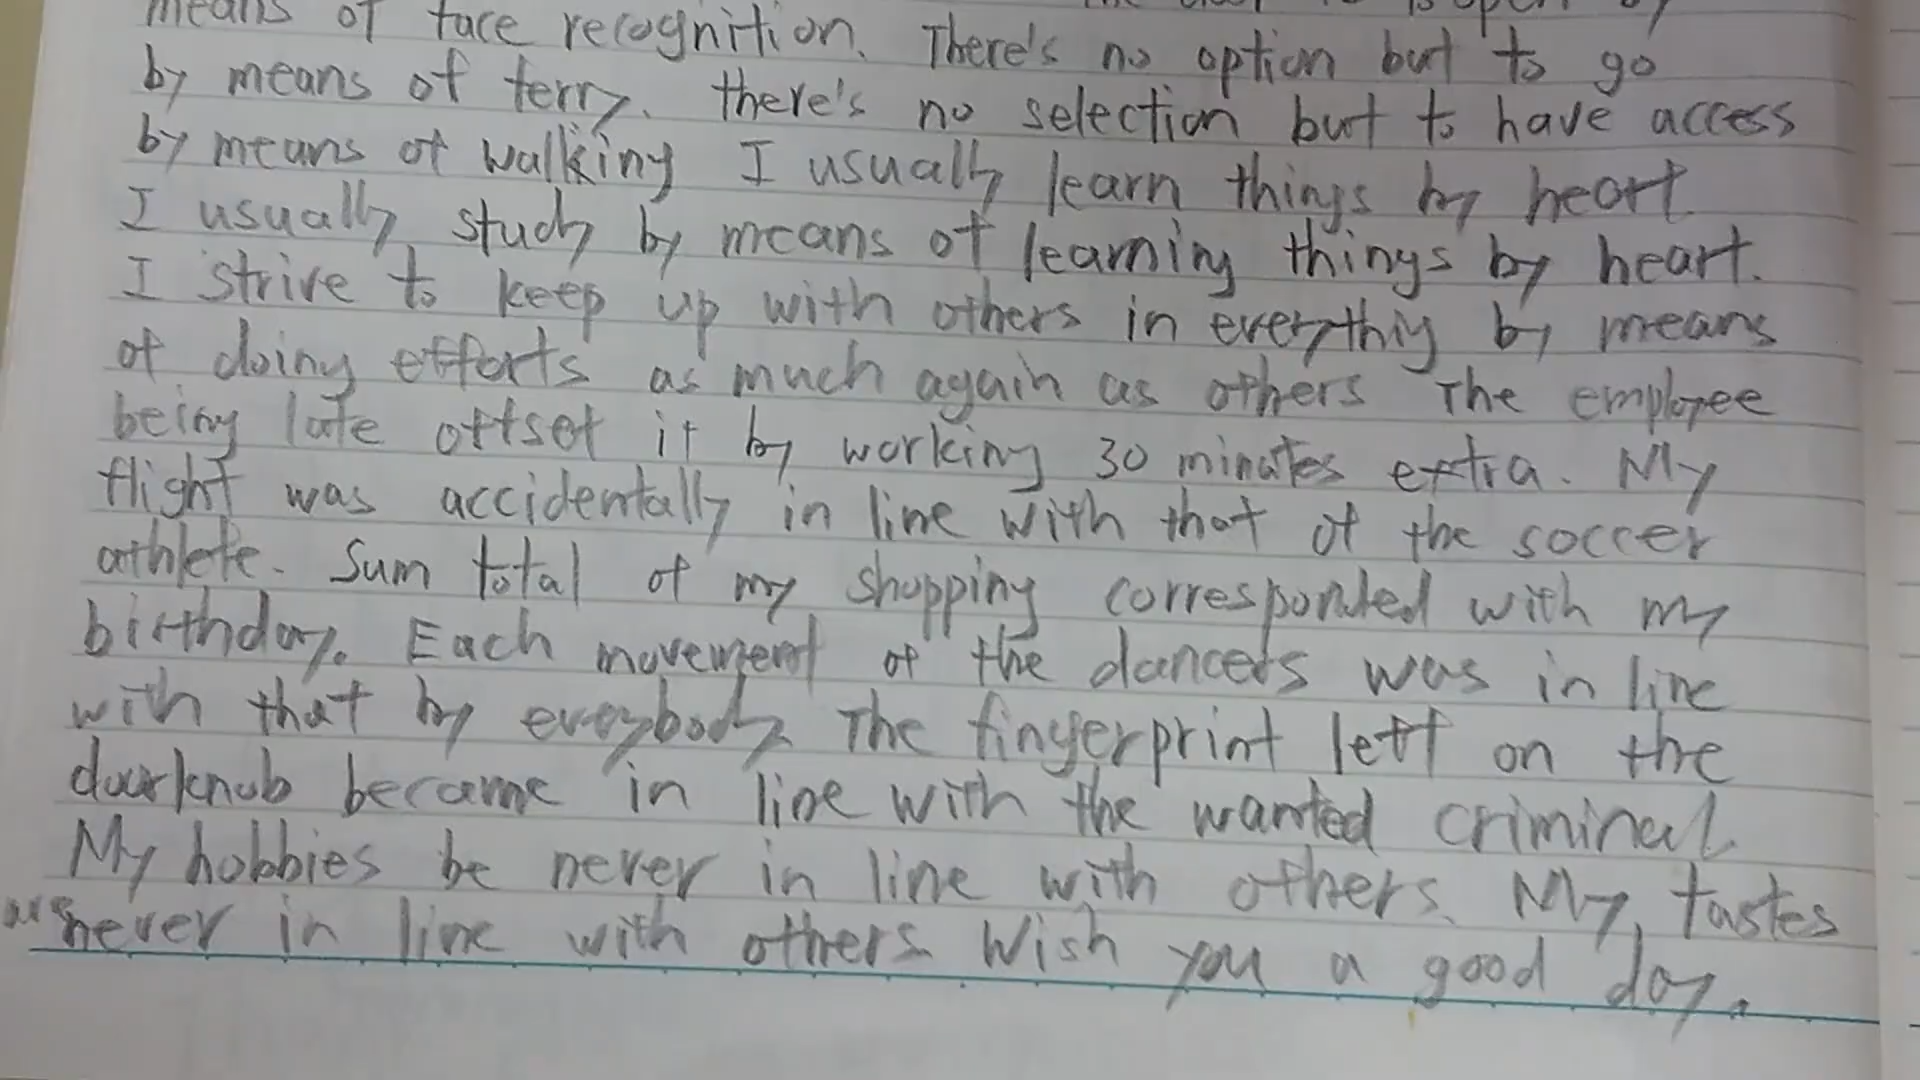 means of face recognition. There's no option but to go
by means of ferry. there's no selection but to have access
by means of walking I usually learn things by heart
I usually study by means of learning things by heart.
I strive to keep up with others in everythiy by means
of doing efforts as much again as others The employee
being late offset it by working 30 minutes extra. My
flight was accidentally in line with that of the soccer
athlete. Sum total of my shopping corresponded with my
birthday. Each movement of the dancers was in line
with that by everybody The fingerprint left on the
doorknob became in line with the wanted criminal.
My hobbies be never in line with others. My tastes
are never in line with others Wish you a good day.